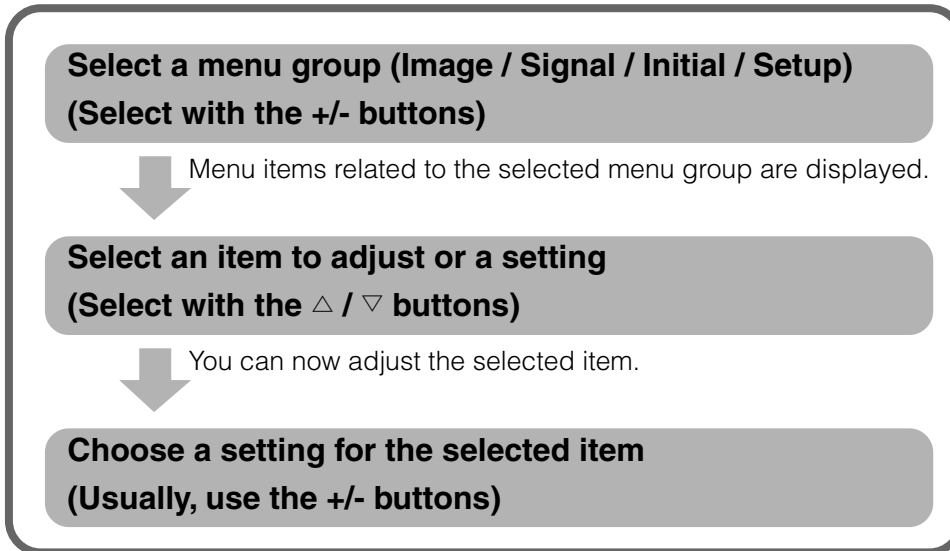 Select a menu group (Image / Signal / Initial / Setup)
(Select with the +/- buttons)
Menu items related to the selected menu group are displayed.
Select an item to adjust or a setting
(Select with the △ / ▽ buttons)
You can now adjust the selected item.
Choose a setting for the selected item
(Usually, use the +/- buttons)